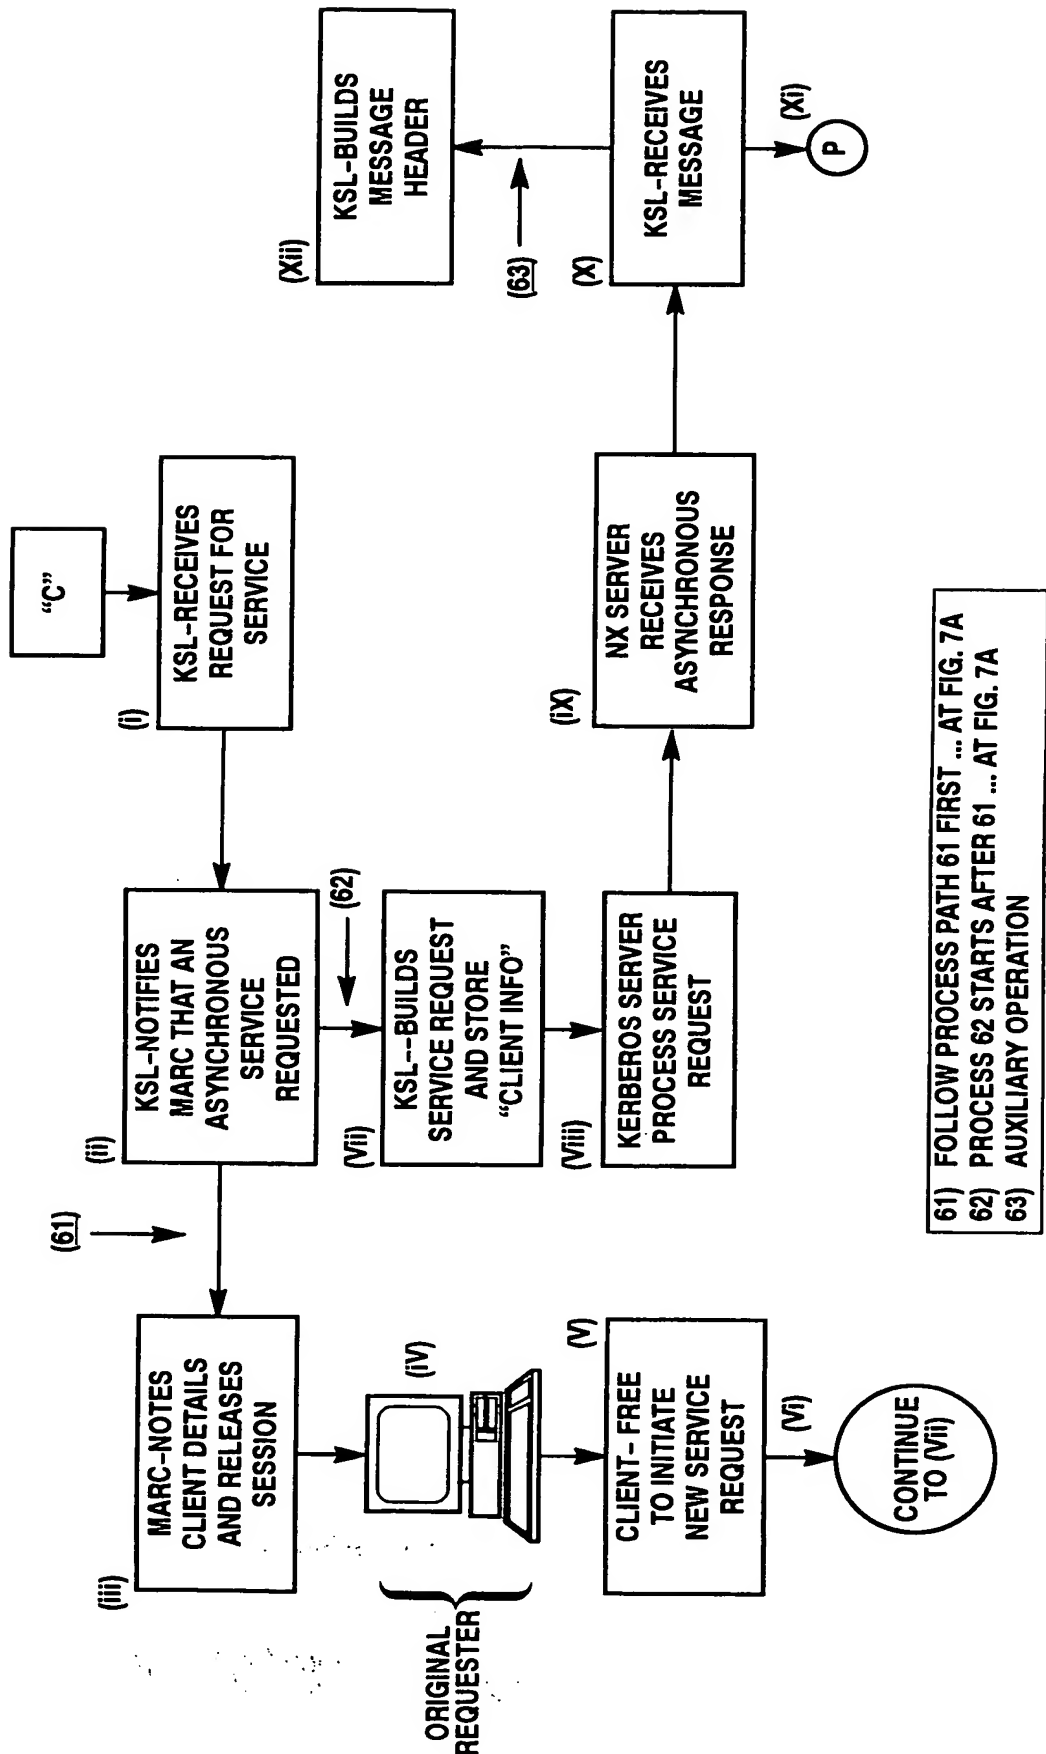 "C"
(i)
KSL-RECEIVES
REQUEST FOR
SERVICE
(ii)
KSL-NOTIFIES
MARC THAT AN
ASYNCHRONOUS
SERVICE
REQUESTED
(61)
(iii)
MARC-NOTES
CLIENT DETAILS
AND RELEASES
SESSION
ORIGINAL
REQUESTER
(iV)
(V)
CLIENT- FREE
TO INITIATE
NEW SERVICE
REQUEST
(Vi)
CONTINUE
TO (Vii)
(62)
(Vii)
KSL--BUILDS
SERVICE REQUEST
AND STORE
"CLIENT INFO"
(Viii)
KERBEROS SERVER
PROCESS SERVICE
REQUEST
(iX)
NX SERVER
RECEIVES
ASYNCHRONOUS
RESPONSE
(X)
KSL-RECEIVES
MESSAGE
(Xi)
P
(63)
(Xii)
KSL-BUILDS
MESSAGE
HEADER
61) FOLLOW PROCESS PATH 61 FIRST ... AT FIG. 7A
62) PROCESS 62 STARTS AFTER 61 ... AT FIG. 7A
63) AUXILIARY OPERATION